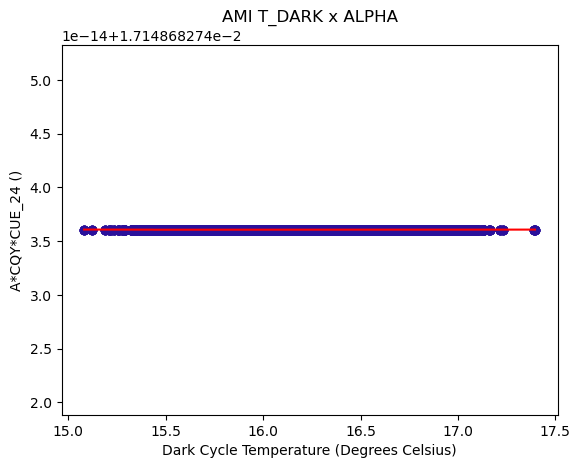 AMI T_DARK x ALPHA
1e−14+1.714868274e−2
5.0
4.5
4.0
3.5
3.0
2.5
2.0
A*CQY*CUE_24 ()
15.0 15.5 16.0 16.5 17.0 17.5
Dark Cycle Temperature (Degrees Celsius)